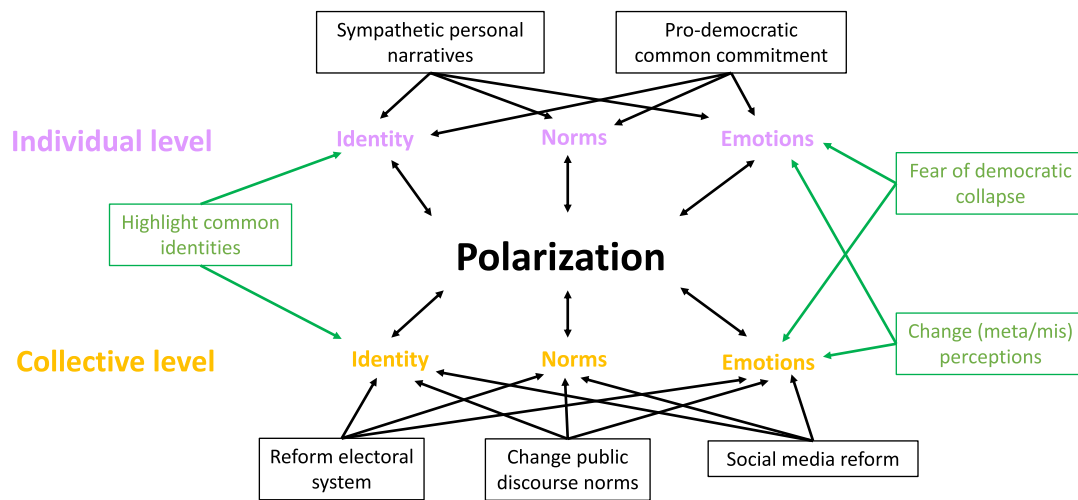 Sympathetic personal
narratives
Pro-democratic
common commitment
Individual level
Identity
Norms
Emotions
Fear of democratic
collapse
Highlight common
identities
Polarization
Change (meta/mis)
perceptions
Collective level
Identity
Norms
Emotions
Reform electoral
system
Change public
discourse norms
Social media reform